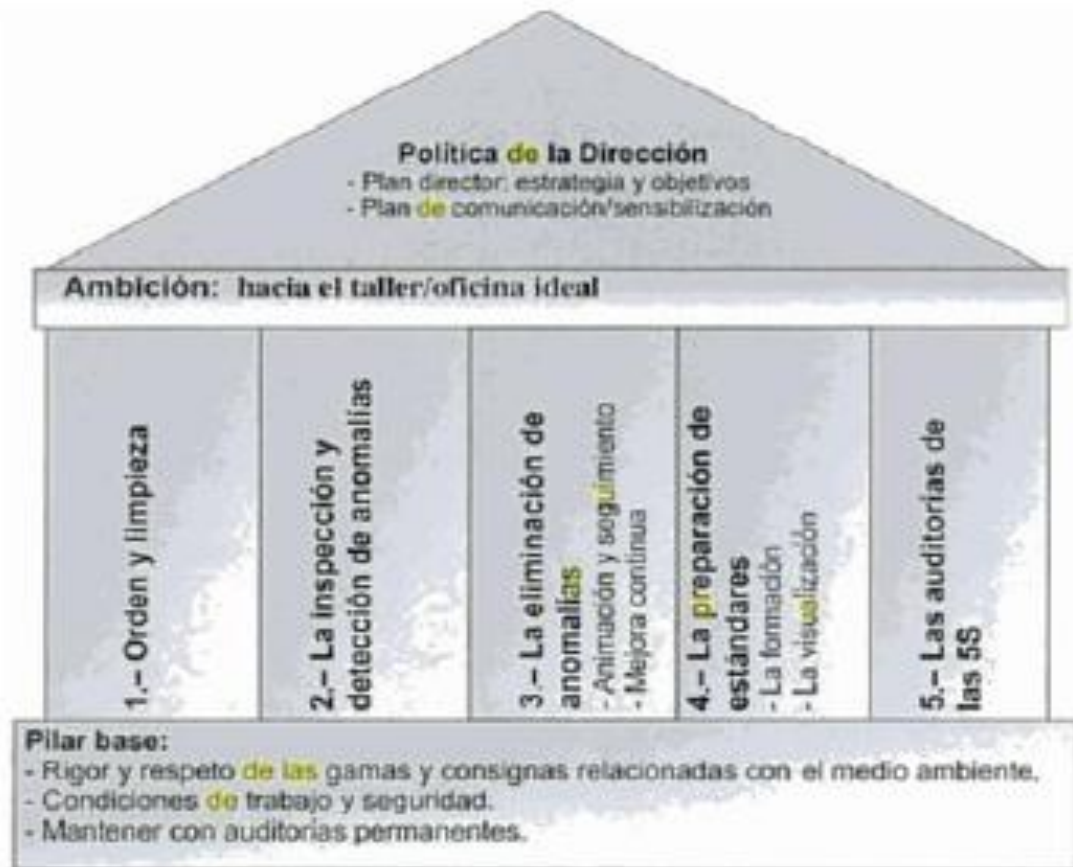 Política de la Dirección
- Plan director: estrategia y objetivos
- Plan de comunicación/sensibilización
Ambición: hacia el taller/oficina ideal
1.– Orden y limpieza
2.– La inspección y
detección de anomalías
3.– La eliminación de
anomalías
- Animación y seguimiento
- Mejora continua
4.– La preparación de
estándares
- La formación
- La visualización
5.– Las auditorías de
las 5S
Pilar base:
- Rigor y respeto de las gamas y consignas relacionadas con el medio ambiente.
- Condiciones de trabajo y seguridad.
- Mantener con auditorías permanentes.